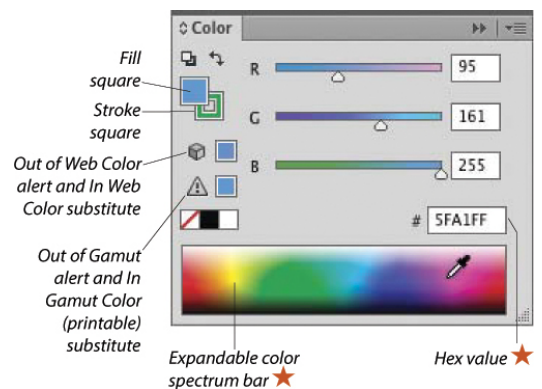 Color
Fill
square
Stroke
square
Out of Web Color
alert and In Web
Color substitute
Out of Gamut
alert and In
Gamut Color
(printable)
substitute
R 95
G 161
B 255
# 5FA1FF
Expandable color
spectrum bar
Hex value